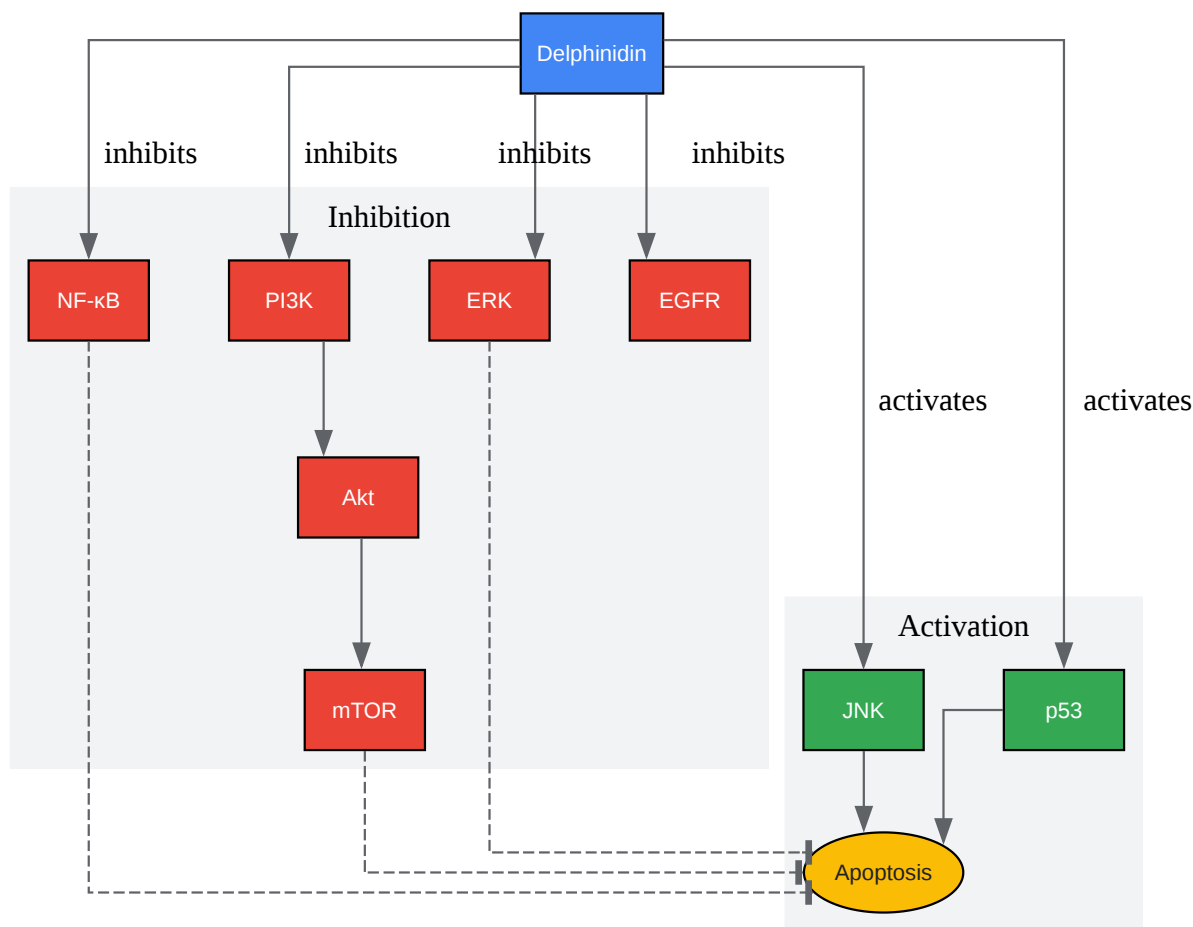 Delphinidin
inhibits
inhibits
inhibits
inhibits
Inhibition
NF-κB
PI3K
ERK
EGFR
activates
activates
Akt
Activation
mTOR
JNK
p53
Apoptosis